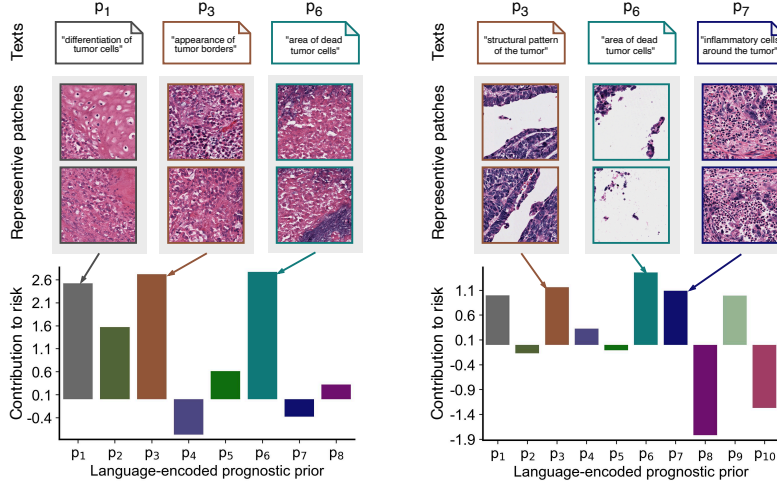 p1 p3 p6
Texts
"differentiation of
tumor cells"
"appearance of
tumor borders"
"area of dead
tumor cells"
Representive patches
Contribution to risk
2.6
2.1
1.6
1.1
0.6
0.1
-0.4
p1 p2 p3 p4 p5 p6 p7 p8
Language-encoded prognostic prior
p3 p6 p7
Texts
"structural pattern
of the tumor"
"area of dead
tumor cells"
"inflammatory cells
around the tumor"
Representive patches
Contribution to risk
1.1
0.6
0.1
-0.4
-0.9
-1.4
-1.9
p1 p2 p3 p4 p5 p6 p7 p8 p9 p10
Language-encoded prognostic prior